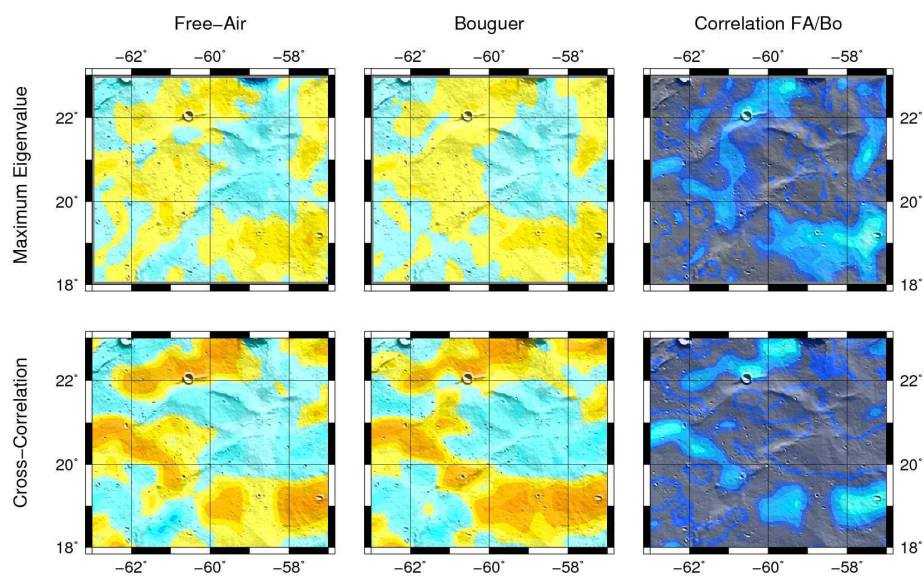 Free−Air Bouguer Correlation FA/Bo
−62˚ −60˚ −58˚ −62˚ −60˚ −58˚ −62˚ −60˚ −58˚
Maximum Eigenvalue
22˚ 22˚
20˚ 20˚
18˚ 18˚
Cross−Correlation
22˚ 22˚
20˚ 20˚
18˚ 18˚
−62˚ −60˚ −58˚ −62˚ −60˚ −58˚ −62˚ −60˚ −58˚